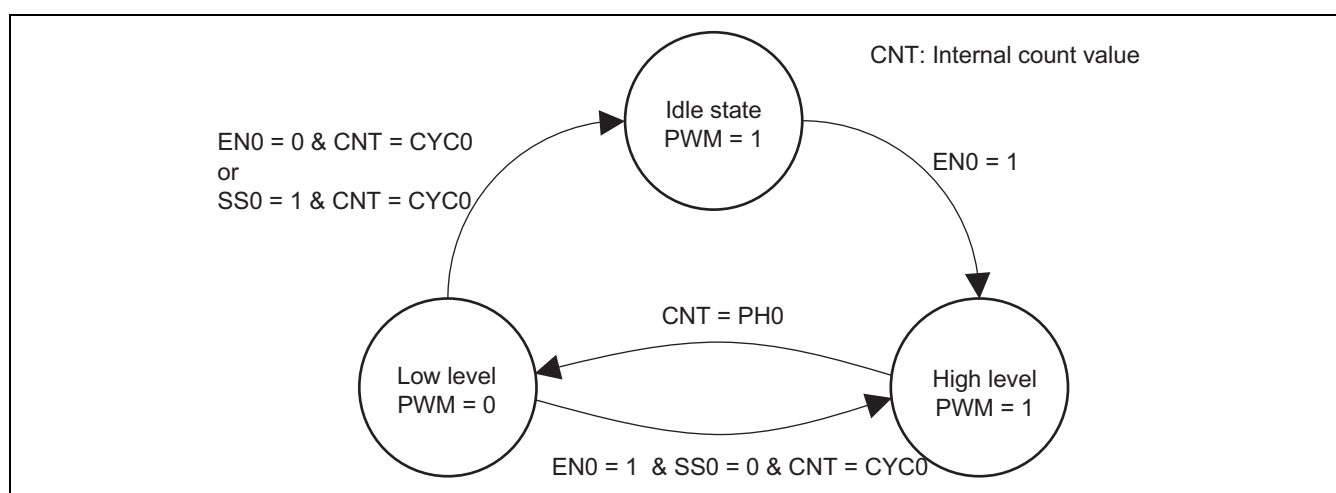 CNT: Internal count value
Idle state
PWM = 1
EN0 = 0 & CNT = CYC0
or
SS0 = 1 & CNT = CYC0
EN0 = 1
CNT = PH0
Low level
PWM = 0
High level
PWM = 1
EN0 = 1 & SS0 = 0 & CNT = CYC0